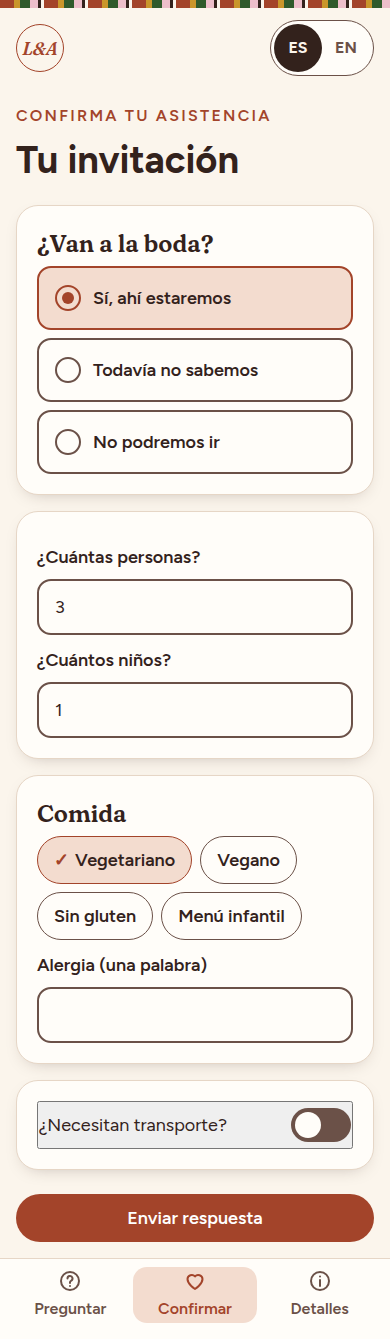 L&A
ES EN
CONFIRMA TU ASISTENCIA
Tu invitación
¿Van a la boda?
Sí, ahí estaremos
Todavía no sabemos
No podremos ir
¿Cuántas personas?
3
¿Cuántos niños?
1
Comida
✓ Vegetariano Vegano
Sin gluten Menú infantil
Alergia (una palabra)
¿Necesitan transporte?
Enviar respuesta
Preguntar Confirmar Detalles